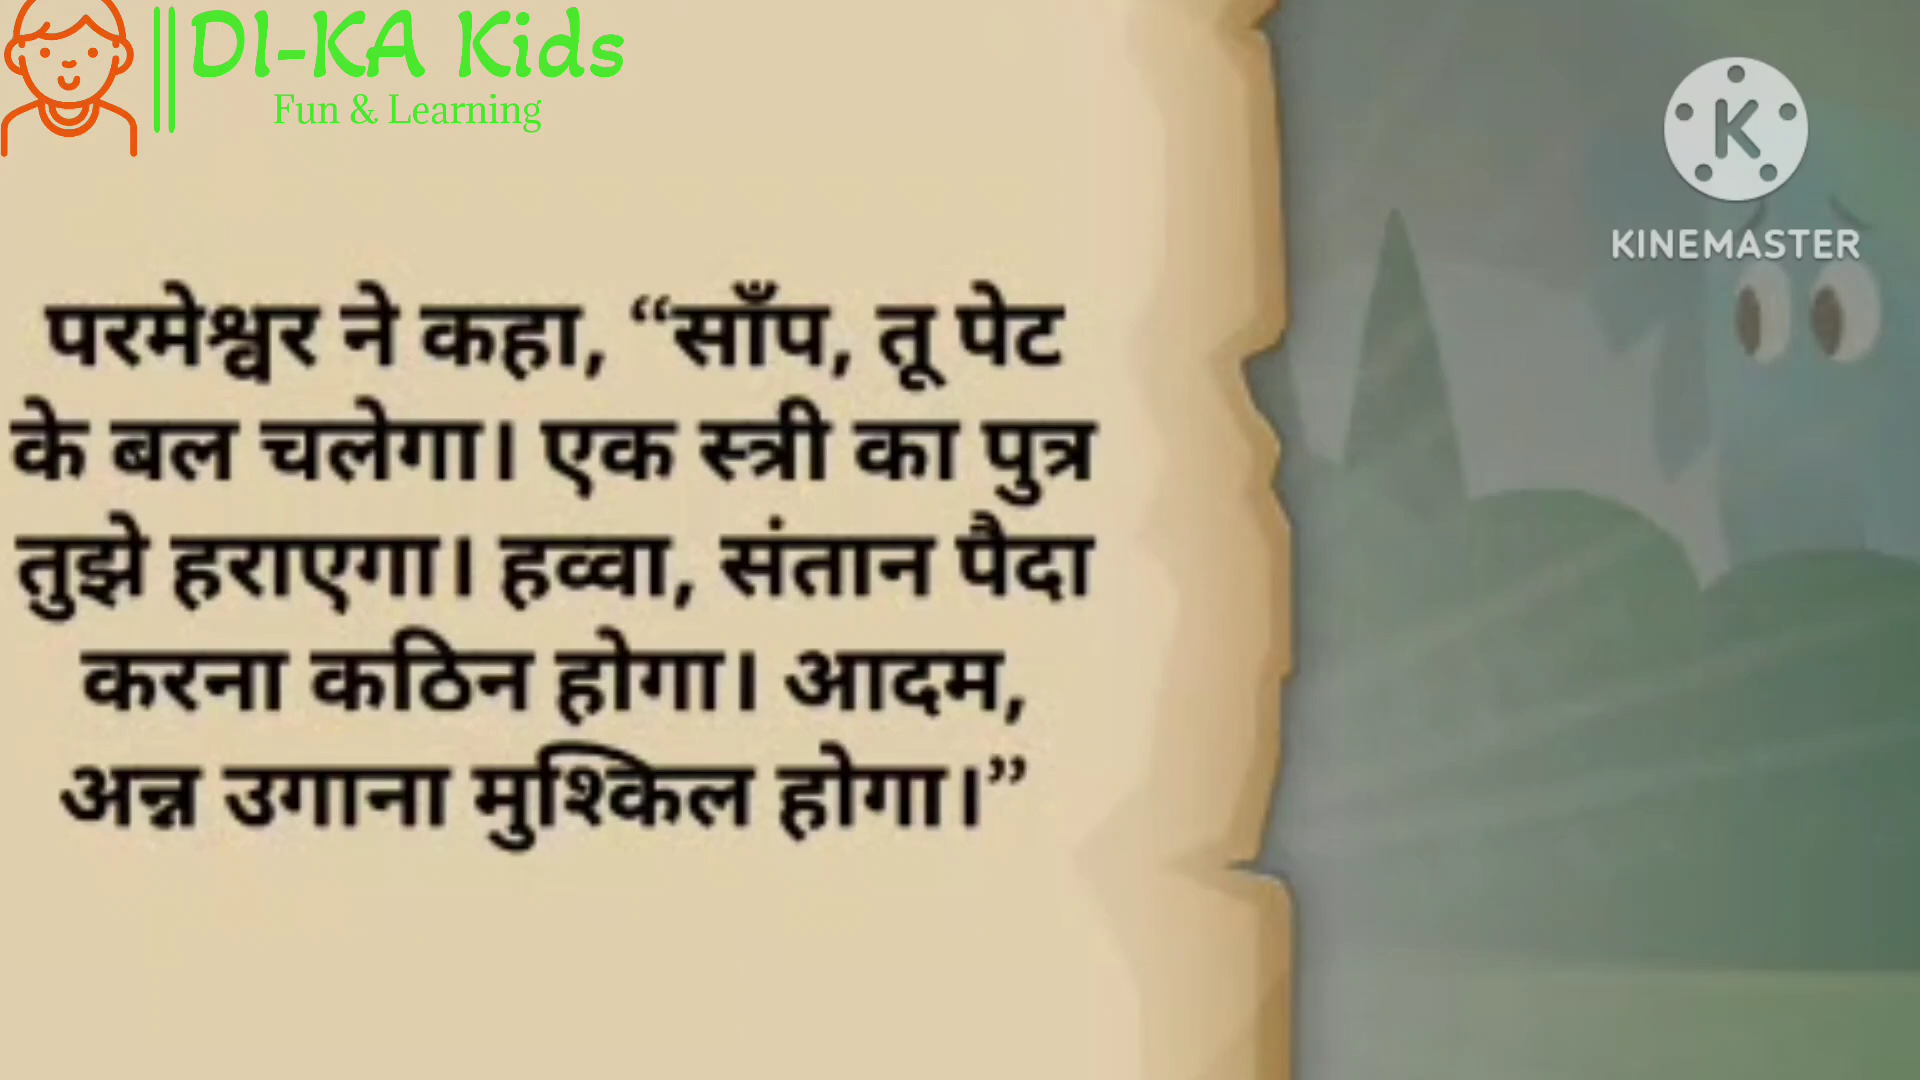 DI-KA Kids
Fun & Learning
K
KINEMASTER
परमेश्वर ने कहा, “साँप, तू पेट
के बल चलेगा। एक स्त्री का पुत्र
तुझे हराएगा। हव्वा, संतान पैदा
करना कठिन होगा। आदम,
अन्न उगाना मुश्किल होगा।”